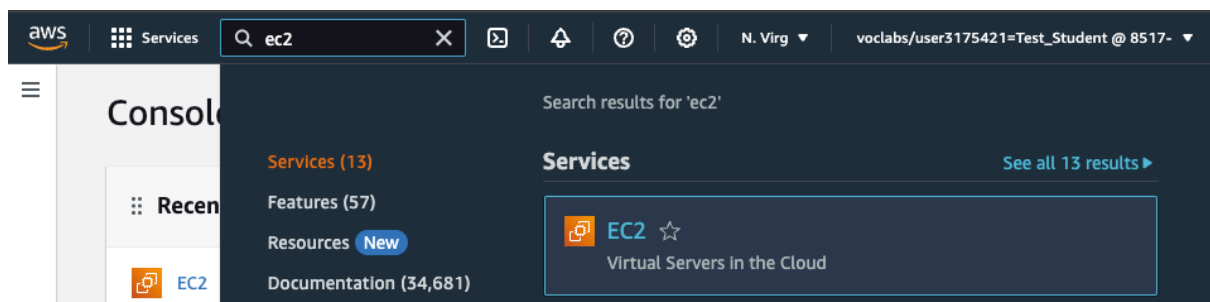 aws
Services
ec2
N. Virg ▼
voclabs/user3175421=Test_Student @ 8517- ▼
Consol
Search results for 'ec2'
Services (13)
Features (57)
Resources New
Documentation (34,681)
Services
See all 13 results ▶
EC2
Virtual Servers in the Cloud
Recen
EC2